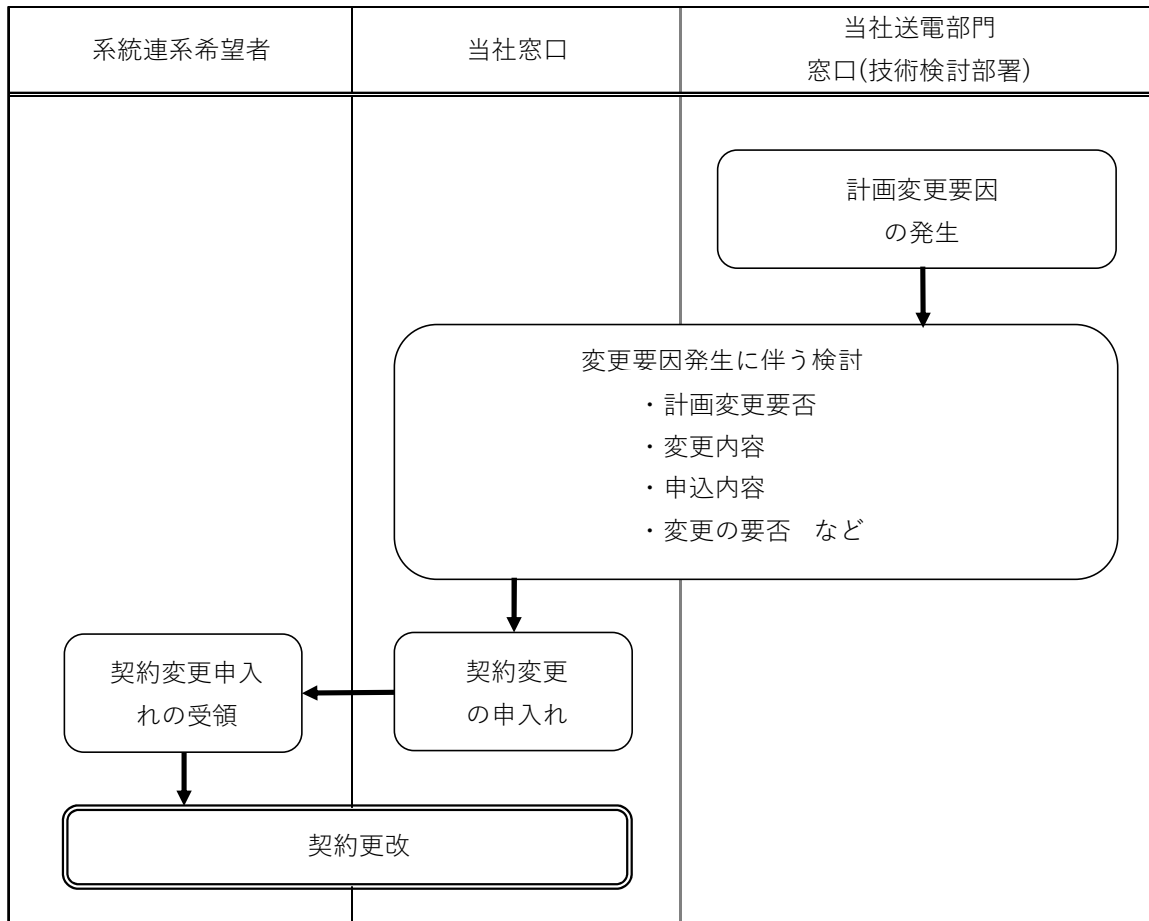 系統連系希望者
当社窓口
当社送電部門
窓口(技術検討部署)
計画変更要因
の発生
変更要因発生に伴う検討
・計画変更要否
・変更内容
・申込内容
・変更の要否　など
契約変更申入
れの受領
契約変更
の申入れ
契約更改